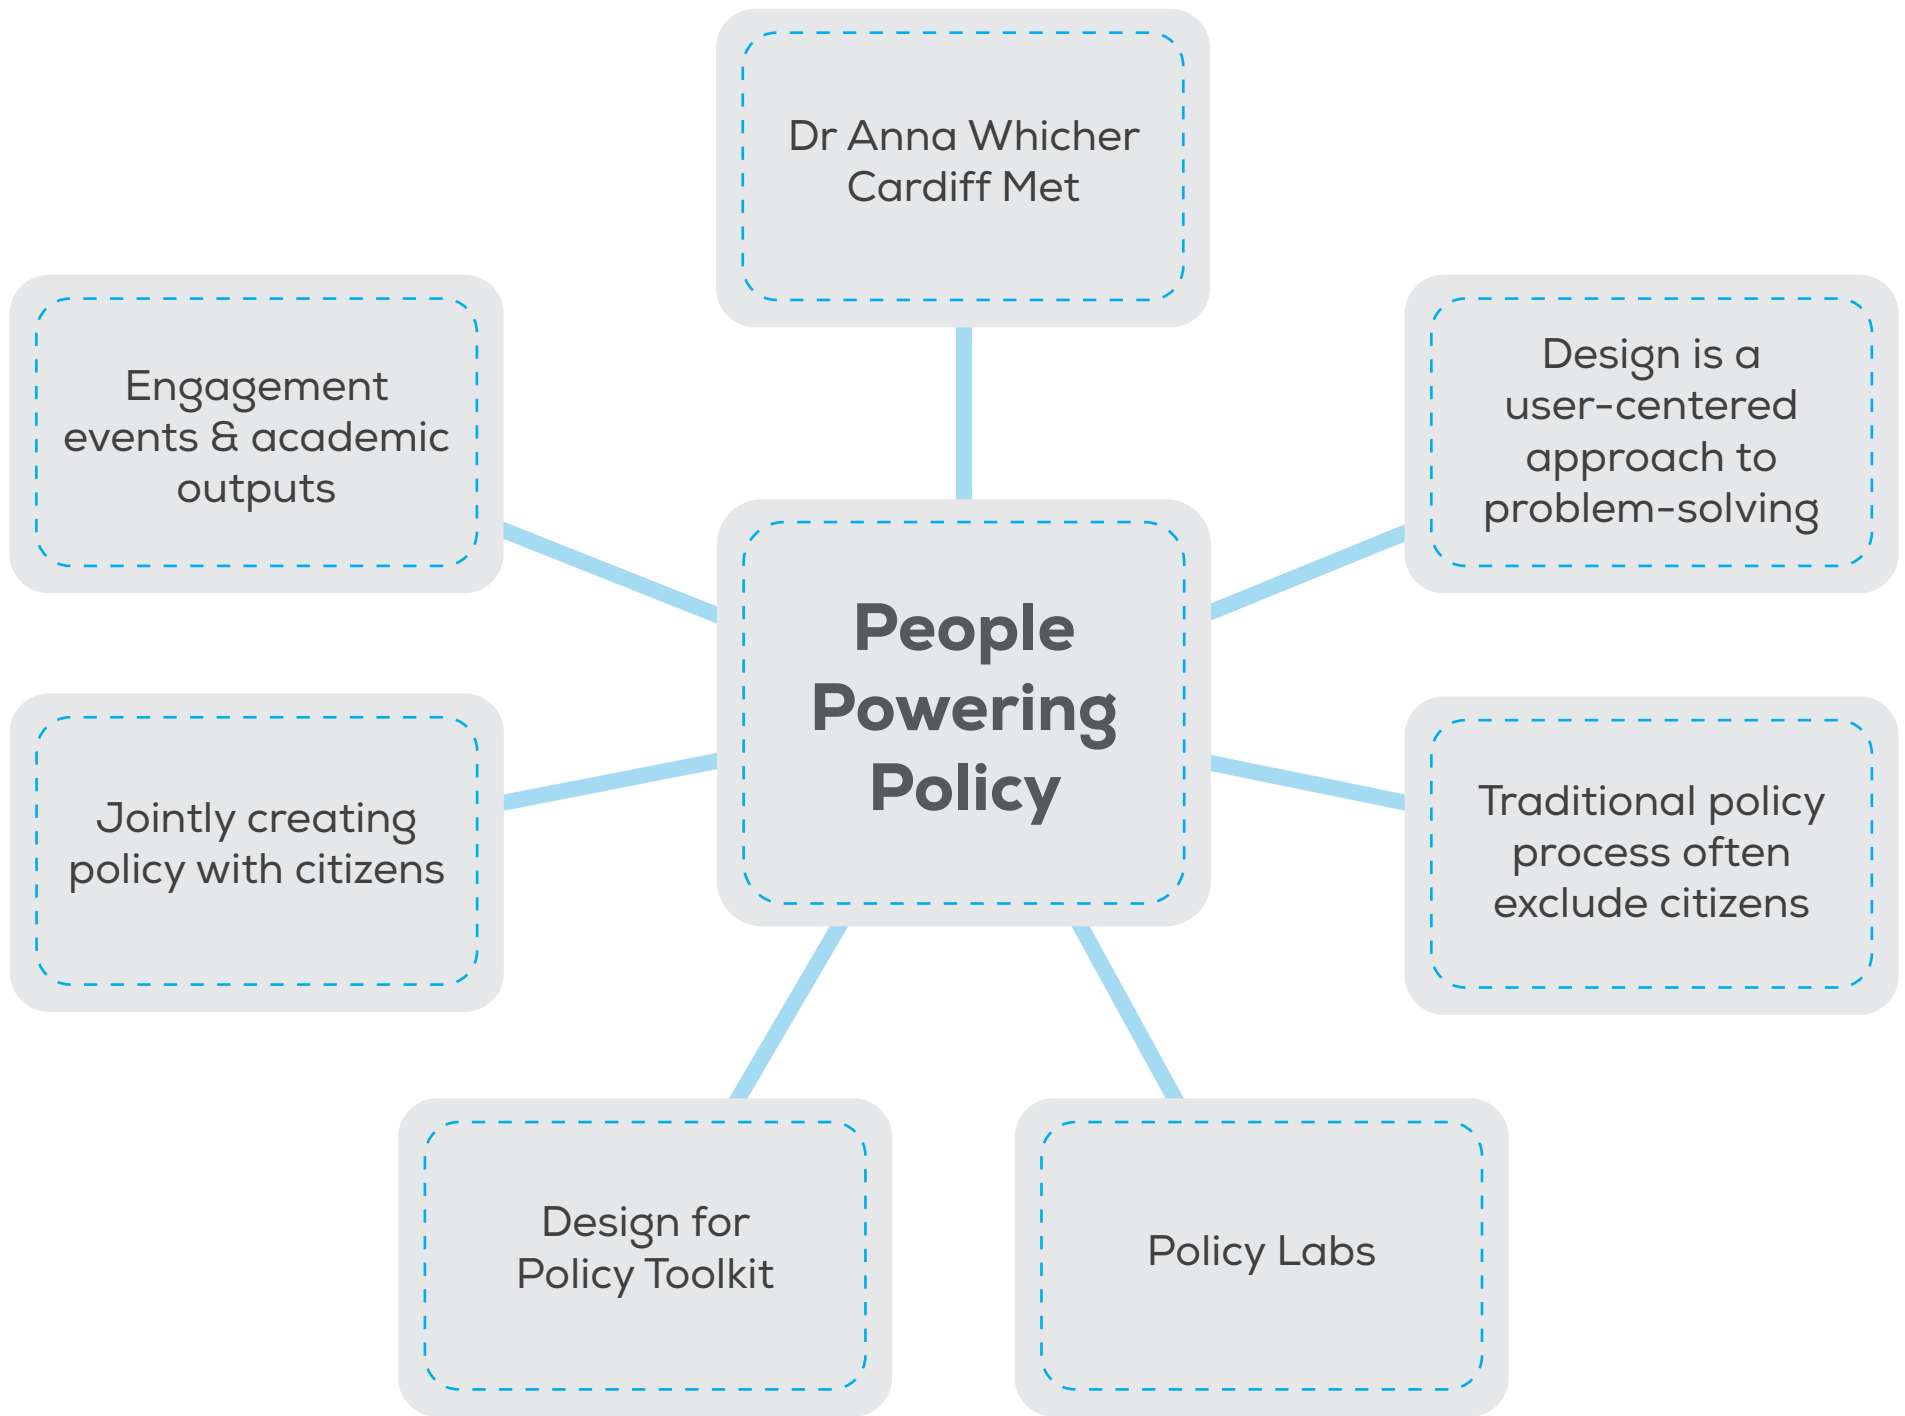 Dr Anna Whicher
Cardiff Met
Engagement
events & academic
outputs
Design is a
user-centered
approach to
problem-solving
People
Powering
Policy
Jointly creating
policy with citizens
Traditional policy
process often
exclude citizens
Design for
Policy Toolkit
Policy Labs